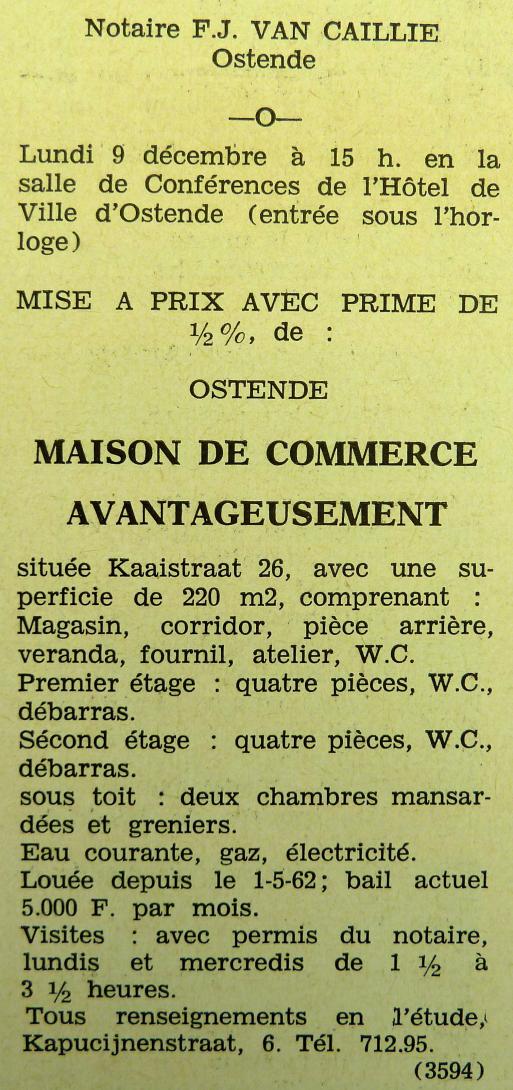 Notaire F.J. VAN CAILLIE
Ostende
—O—
Lundi 9 décembre à 15 h. en la
salle de Conférences de l'Hôtel de
Ville d'Ostende (entrée sous l'hor-
loge)
MISE A PRIX AVEC PRIME DE
½ %, de :
OSTENDE
MAISON DE COMMERCE
AVANTAGEUSEMENT
située Kaaistraat 26, avec une su-
perficie de 220 m2, comprenant :
Magasin, corridor, pièce arrière,
veranda, fournil, atelier, W.C.
Premier étage : quatre pièces, W.C.,
débarras.
Sécond étage : quatre pièces, W.C.,
débarras.
sous toit : deux chambres mansar-
dées et greniers.
Eau courante, gaz, électricité.
Louée depuis le 1-5-62; bail actuel
5.000 F. par mois.
Visites : avec permis du notaire,
lundis et mercredis de 1 ½ à
3 ½ heures.
Tous renseignements en l'étude,
Kapucijnenstraat, 6. Tél. 712.95.
(3594)